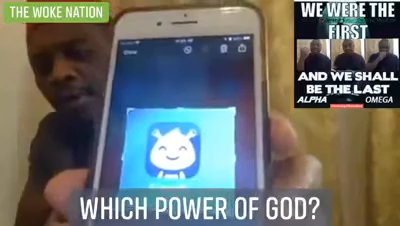 THE WOKE NATION
WE WERE THE
FIRST
AND WE SHALL
BE THE LAST
ALPHA OMEGA
WHICH POWER OF GOD?